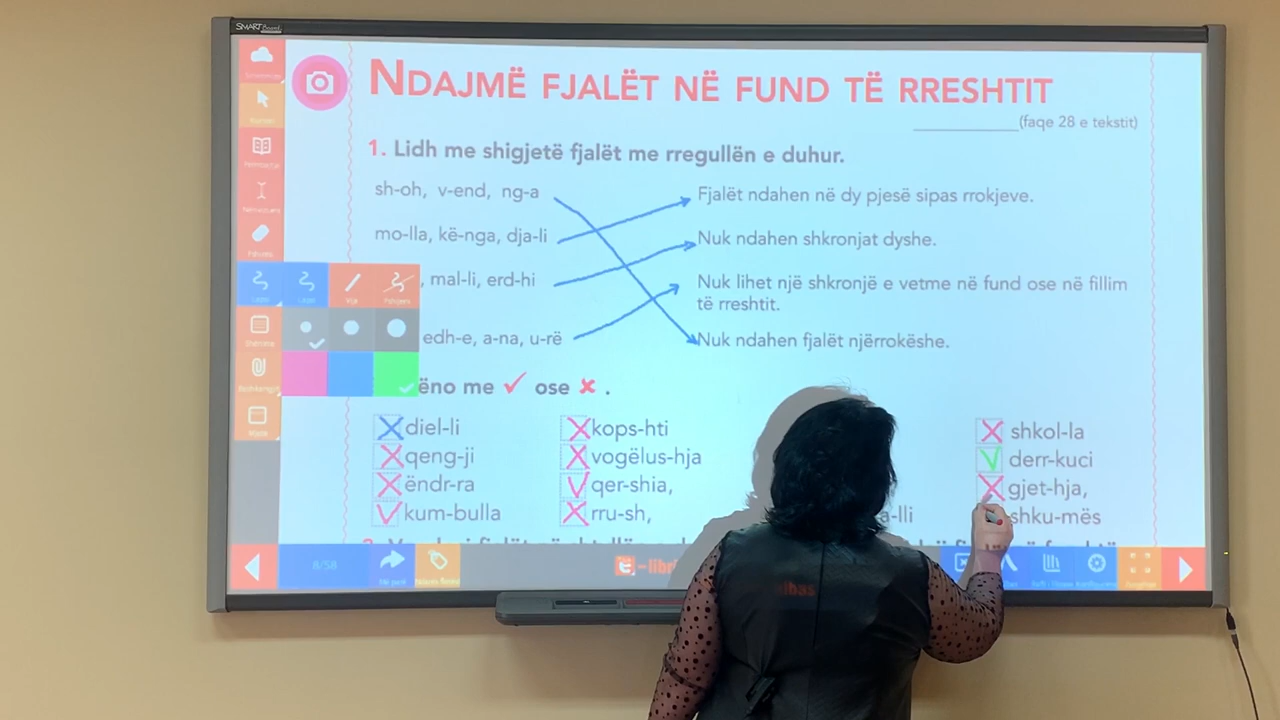 SMART Board
NDAJMË FJALËT NË FUND TË RRESHTIT
(faqe 28 e tekstit)
1. Lidh me shigjetë fjalët me rregullën e duhur.
sh-oh, v-end, ng-a
Fjalët ndahen në dy pjesë sipas rrokjeve.
mo-lla, kë-nga, dja-li
Nuk ndahen shkronjat dyshe.
, mal-li, erd-hi
Nuk lihet një shkronjë e vetme në fund ose në fillim
të rreshtit.
edh-e, a-na, u-rë
Nuk ndahen fjalët njërrokëshe.
ëno me ✓ ose ✘ .
diel-li
qeng-ji
ëndr-ra
kum-bulla
kops-hti
vogëlus-hja
qer-shia,
rru-sh,
a-lli
shkol-la
derr-kuci
gjet-hja,
shku-mës
8/58